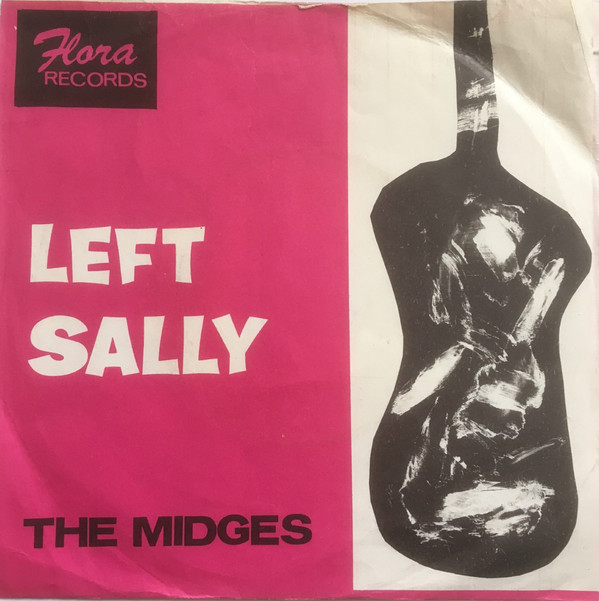 Flora
RECORDS
LEFT
SALLY
THE MIDGES